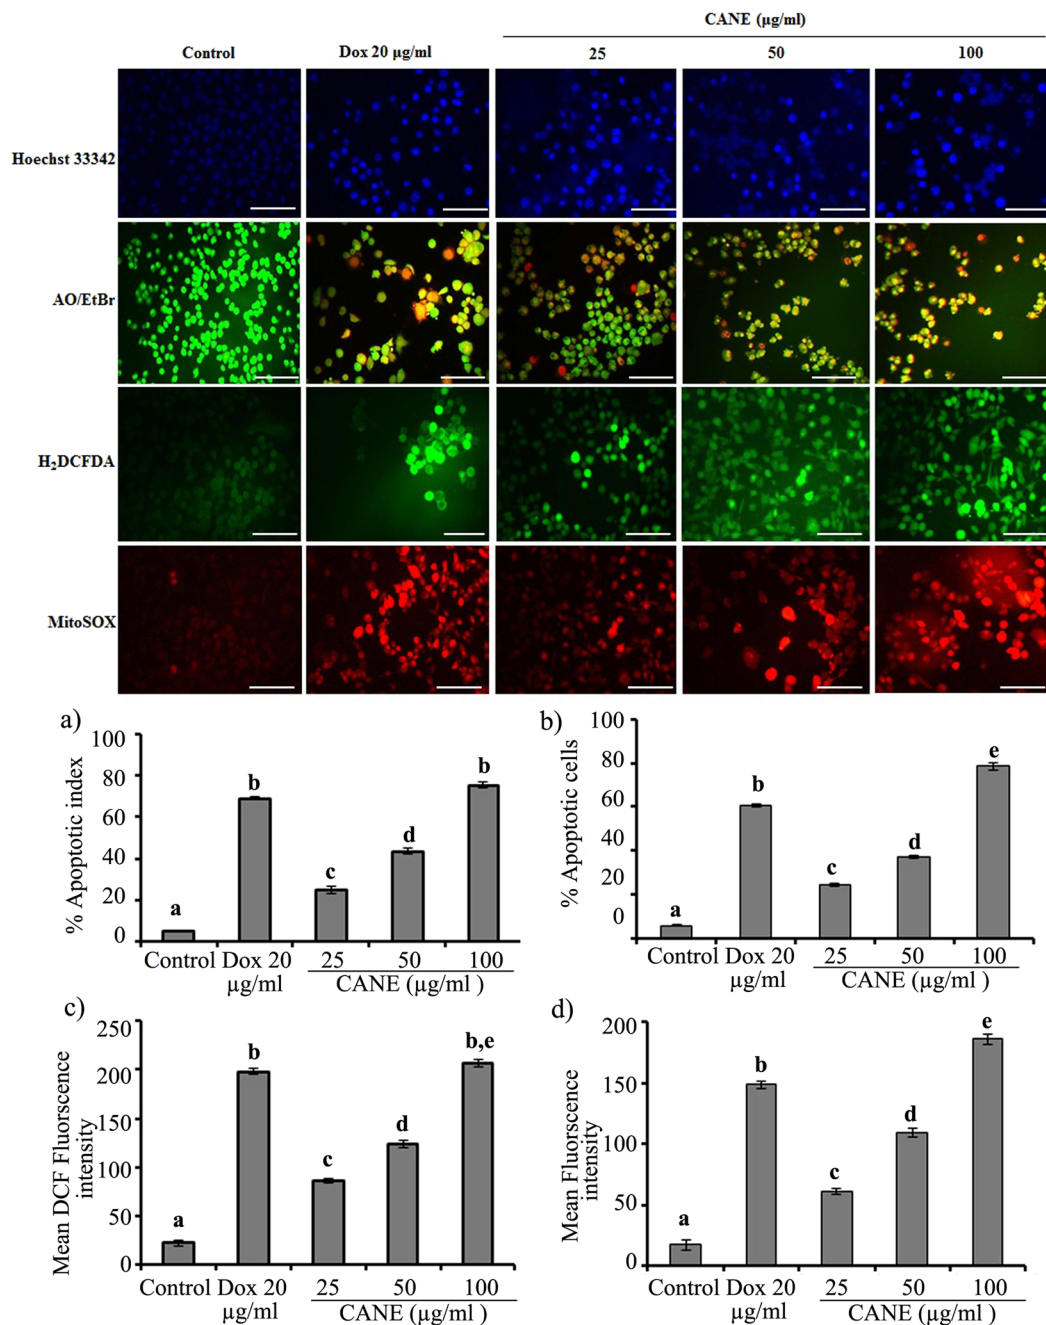 CANE (µg/ml)
Control Dox 20 µg/ml 25 50 100
Hoechst 33342
AO/EtBr
H₂DCFDA
MitoSOX
a)
% Apoptotic index
100
80
60
40
20
0
a b c d b
Control Dox 20 µg/ml 25 50 100
CANE (µg/ml )
b)
% Apoptotic cells
100
80
60
40
20
0
a b c d e
Control Dox 20 µg/ml 25 50 100
CANE (µg/ml )
c)
Mean DCF Fluorscence intensity
250
200
150
100
50
0
a b c d b,e
Control Dox 20 µg/ml 25 50 100
CANE (µg/ml )
d)
Mean Fluorescence intensity
200
150
100
50
0
a b c d e
Control Dox 20 µg/ml 25 50 100
CANE (µg/ml )